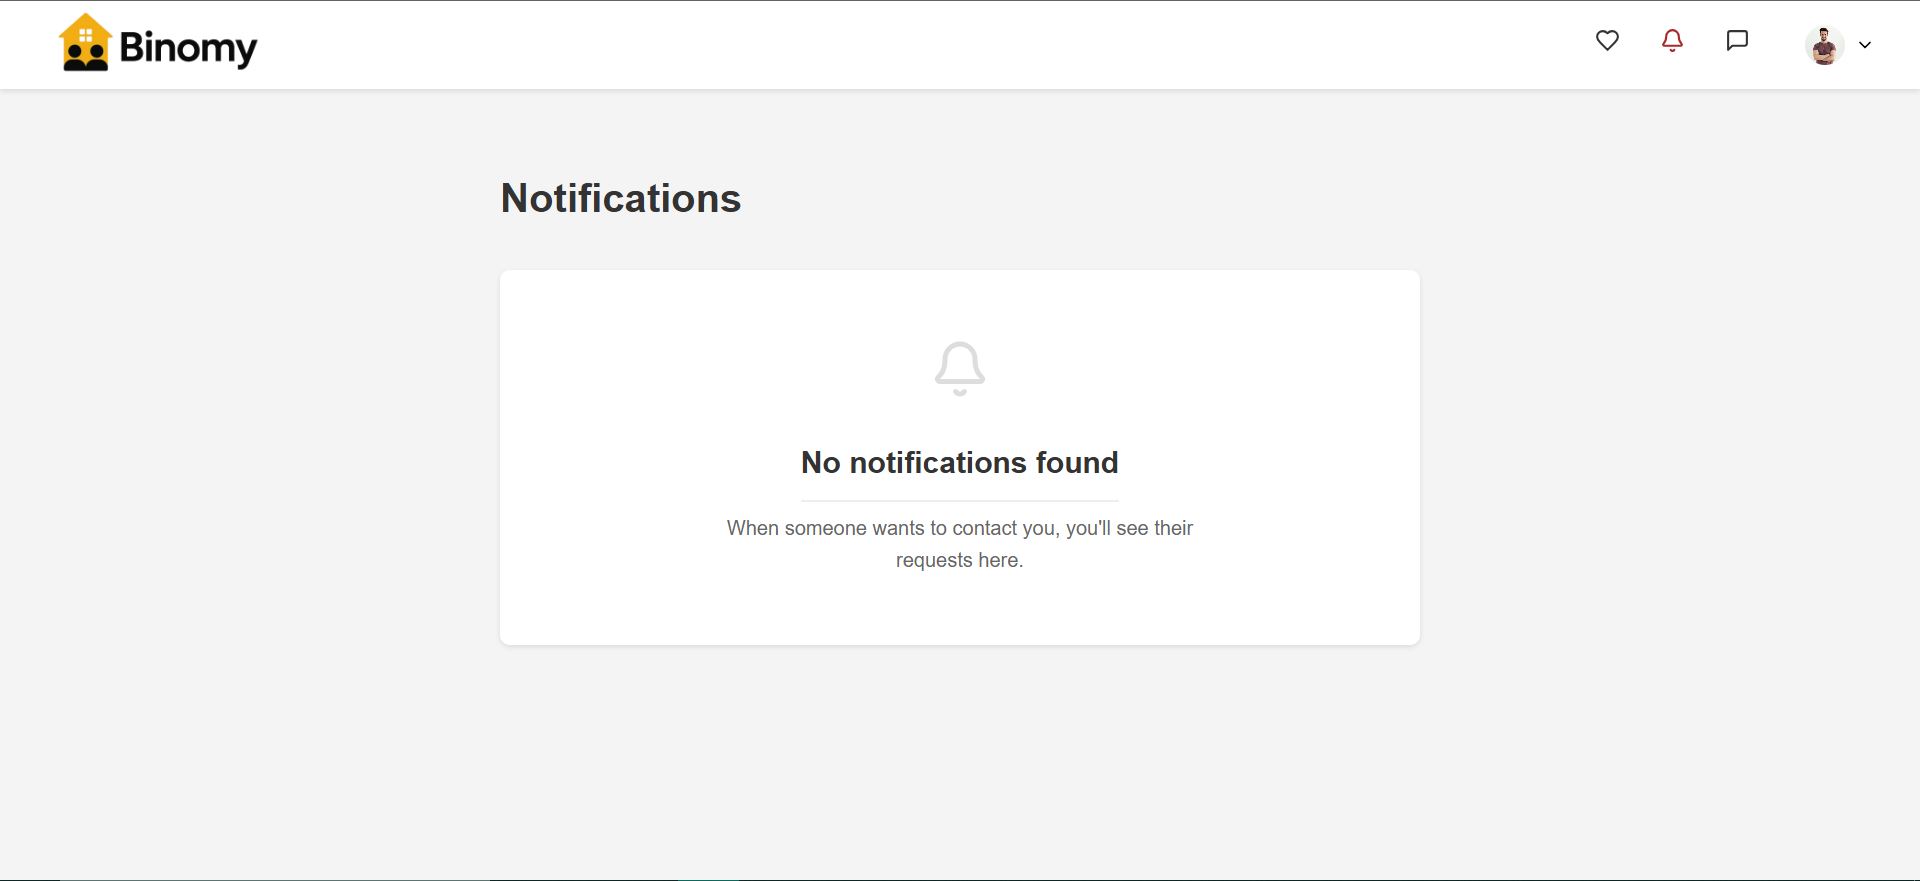 Binomy
Notifications
No notifications found
When someone wants to contact you, you'll see their
requests here.